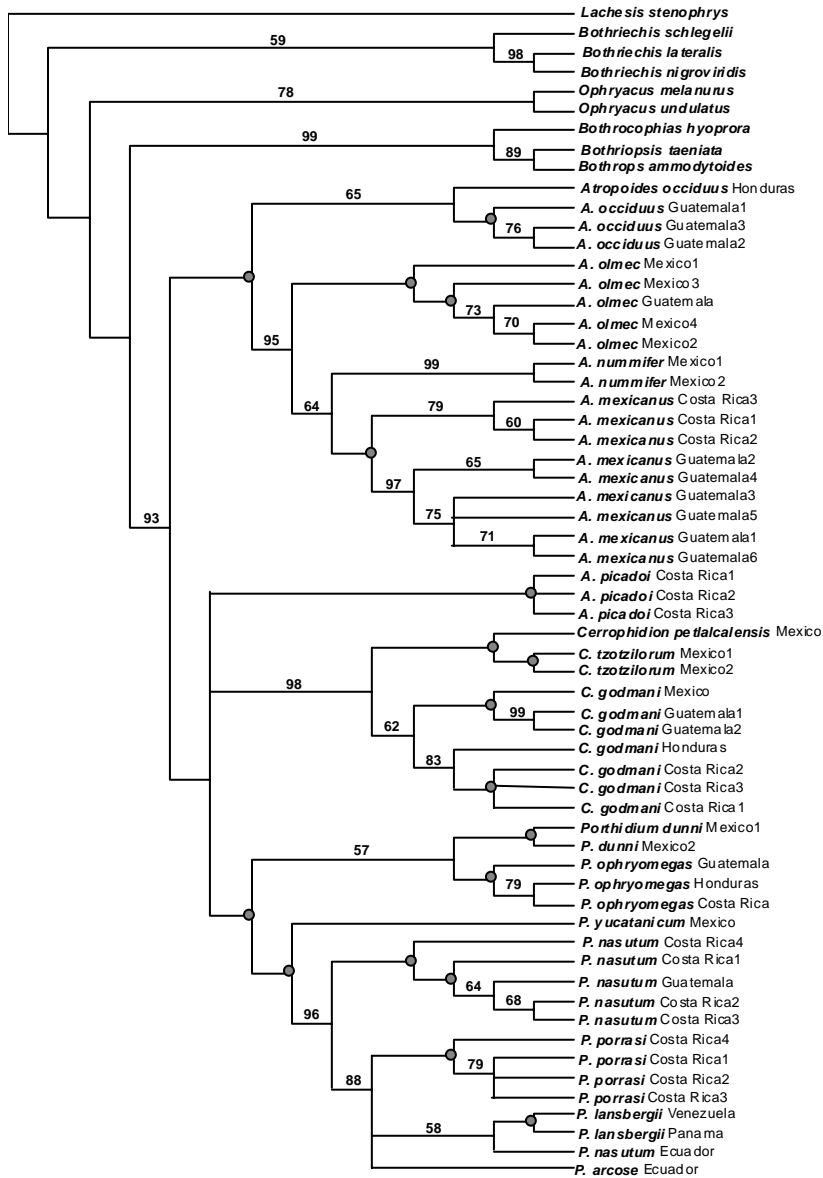 Lachesis stenophrys
Bothriechis schlegelii
59
Bothriechis lateralis
98
Bothriechis nigroviridis
Ophryacus melanurus
78
Ophryacus undulatus
Bothrocophias hyoprora
99
Bothriopsis taeniata
89
Bothrops ammodytoides
Atropoides occiduus Honduras
65
A. occiduus Guatemala1
A. occiduus Guatemala3
76
A. occiduus Guatemala2
A. olmec Mexico1
A. olmec Mexico3
A. olmec Guatemala
73
A. olmec Mexico4
70
A. olmec Mexico2
95
A. nummifer Mexico1
99
A. nummifer Mexico2
A. mexicanus Costa Rica3
64
79
A. mexicanus Costa Rica1
60
A. mexicanus Costa Rica2
A. mexicanus Guatemala2
65
A. mexicanus Guatemala4
97
A. mexicanus Guatemala3
A. mexicanus Guatemala5
75
93
A. mexicanus Guatemala1
71
A. mexicanus Guatemala6
A. picadoi Costa Rica1
A. picadoi Costa Rica2
A. picadoi Costa Rica3
Cerrophidion petlalcalensis Mexico
C. tzotzilorum Mexico1
C. tzotzilorum Mexico2
98
C. godmani Mexico
C. godmani Guatemala1
99
C. godmani Guatemala2
62
C. godmani Honduras
83
C. godmani Costa Rica2
C. godmani Costa Rica3
C. godmani Costa Rica1
Porthidium dunni Mexico1
P. dunni Mexico2
57
P. ophryomegas Guatemala
P. ophryomegas Honduras
79
P. ophryomegas Costa Rica
P. yucatanicum Mexico
P. nasutum Costa Rica4
P. nasutum Costa Rica1
P. nasutum Guatemala
64
P. nasutum Costa Rica2
68
P. nasutum Costa Rica3
96
P. porrasi Costa Rica4
P. porrasi Costa Rica1
79
P. porrasi Costa Rica2
88
P. porrasi Costa Rica3
P. lansbergii Venezuela
P. lansbergii Panama
58
P. nasutum Ecuador
P. arcose Ecuador